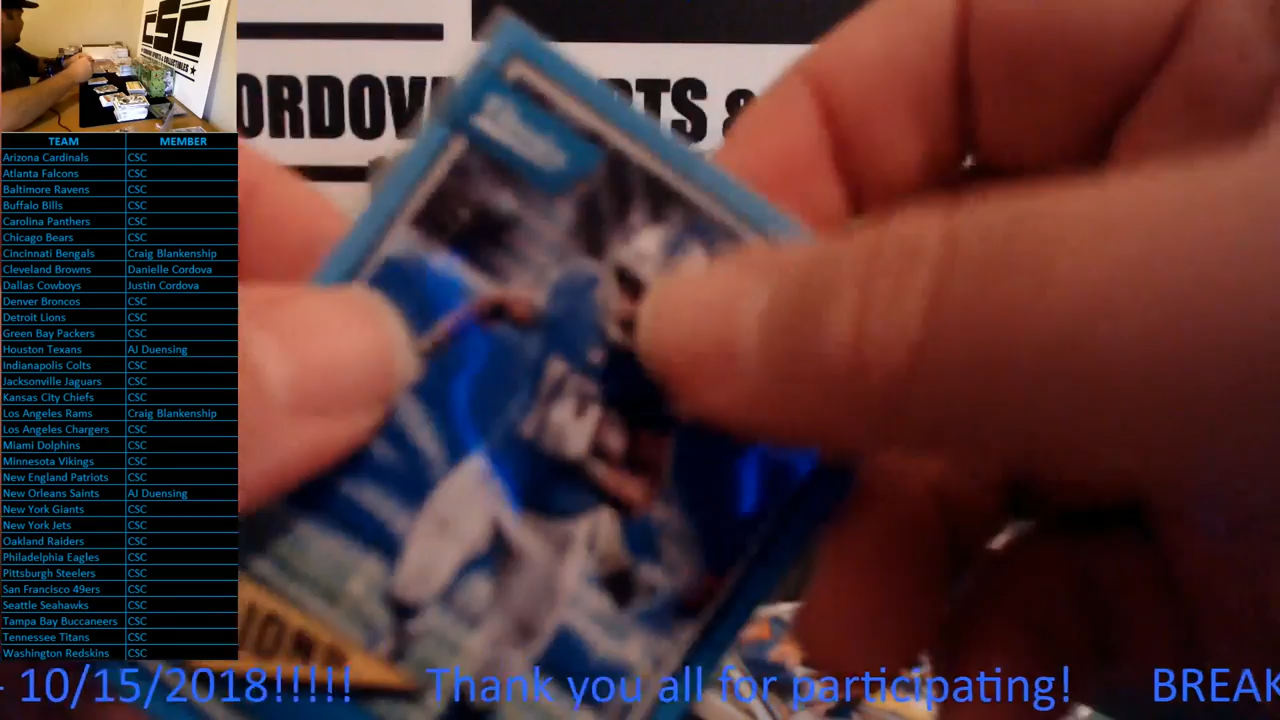 CSC
CSC
ORDOV RTS &
TEAM MEMBER
Arizona Cardinals CSC
Atlanta Falcons CSC
Baltimore Ravens CSC
Buffalo Bills CSC
Carolina Panthers CSC
Chicago Bears CSC
Cincinnati Bengals Craig Blankenship
Cleveland Browns Danielle Cordova
Dallas Cowboys Justin Cordova
Denver Broncos CSC
Detroit Lions CSC
Green Bay Packers CSC
Houston Texans AJ Duensing
Indianapolis Colts CSC
Jacksonville Jaguars CSC
Kansas City Chiefs CSC
Los Angeles Rams Craig Blankenship
Los Angeles Chargers CSC
Miami Dolphins CSC
Minnesota Vikings CSC
New England Patriots CSC
New Orleans Saints AJ Duensing
New York Giants CSC
New York Jets CSC
Oakland Raiders CSC
Philadelphia Eagles CSC
Pittsburgh Steelers CSC
San Francisco 49ers CSC
Seattle Seahawks CSC
Tampa Bay Buccaneers CSC
Tennessee Titans CSC
Washington Redskins CSC
- 10/15/2018!!!!! Thank you all for participating! BREAK